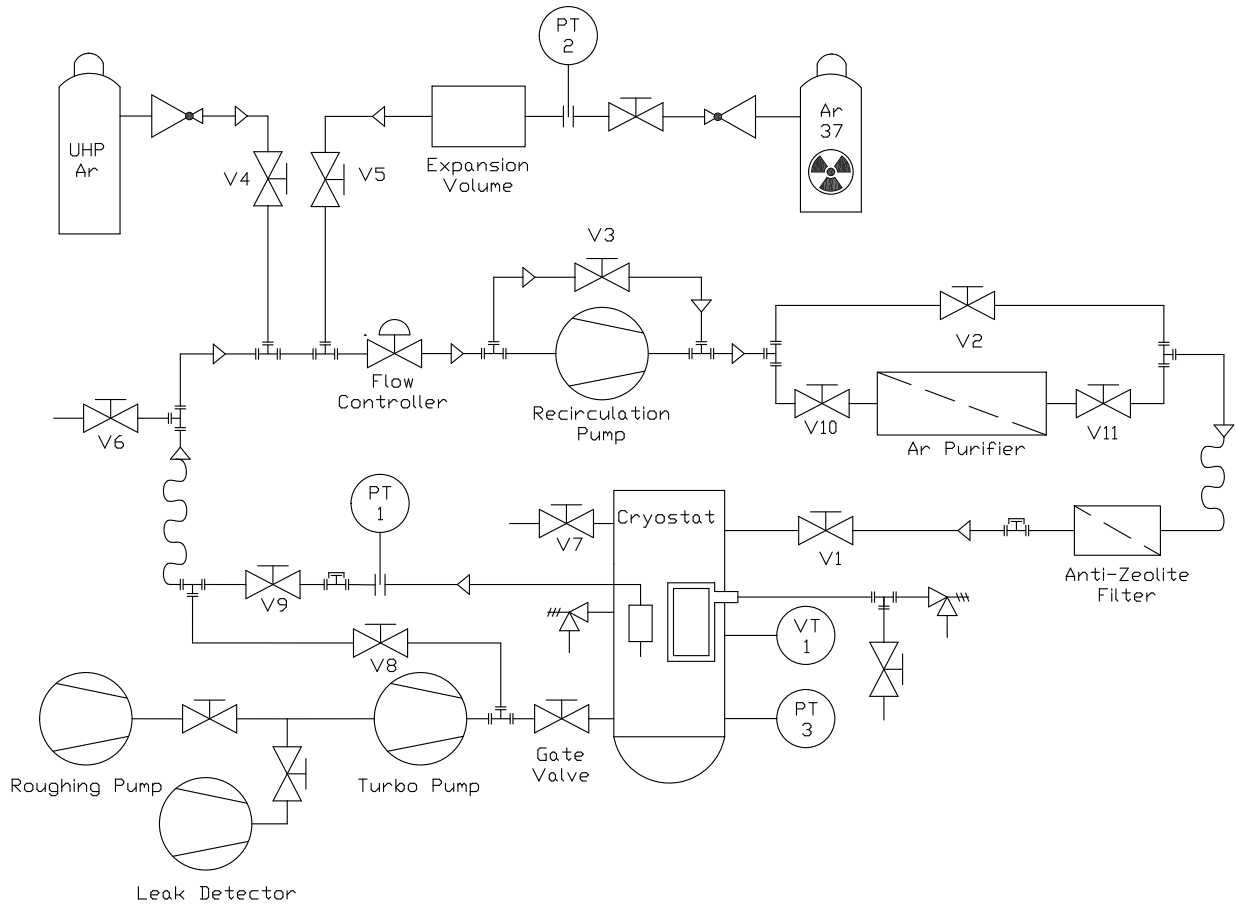 PT
2
UHP
Ar
V4
V5
Expansion
Volume
Ar
37
V3
V2
Flow
Controller
Recirculation
Pump
V10
V11
Ar Purifier
V6
PT
1
Cryostat
V7
V1
Anti-Zeolite
Filter
V9
VT
1
V8
PT
3
Gate
Valve
Roughing Pump
Turbo Pump
Leak Detector